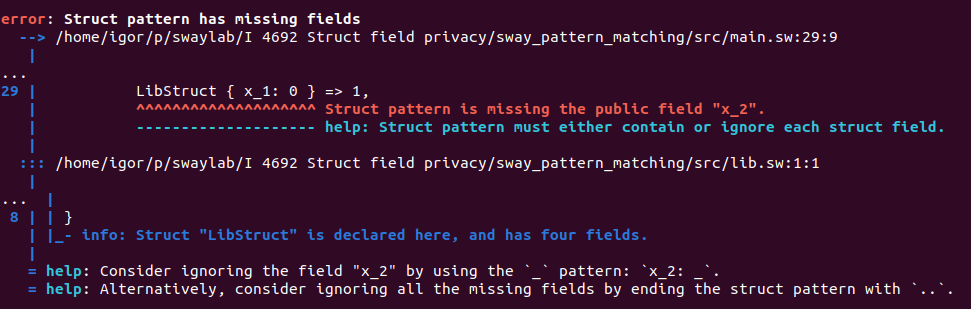 error: Struct pattern has missing fields
  --> /home/igor/p/swaylab/I 4692 Struct field privacy/sway_pattern_matching/src/main.sw:29:9
   |
...
29 |           LibStruct { x_1: 0 } => 1,
   |           ^^^^^^^^^^^^^^^^^^^^ Struct pattern is missing the public field "x_2".
   |           -------------------- help: Struct pattern must either contain or ignore each struct field.
   |
  ::: /home/igor/p/swaylab/I 4692 Struct field privacy/sway_pattern_matching/src/lib.sw:1:1
   |
...  |
 8 | | }
   | |_- info: Struct "LibStruct" is declared here, and has four fields.
   |
   = help: Consider ignoring the field "x_2" by using the `_` pattern: `x_2: _`.
   = help: Alternatively, consider ignoring all the missing fields by ending the struct pattern with `..`.